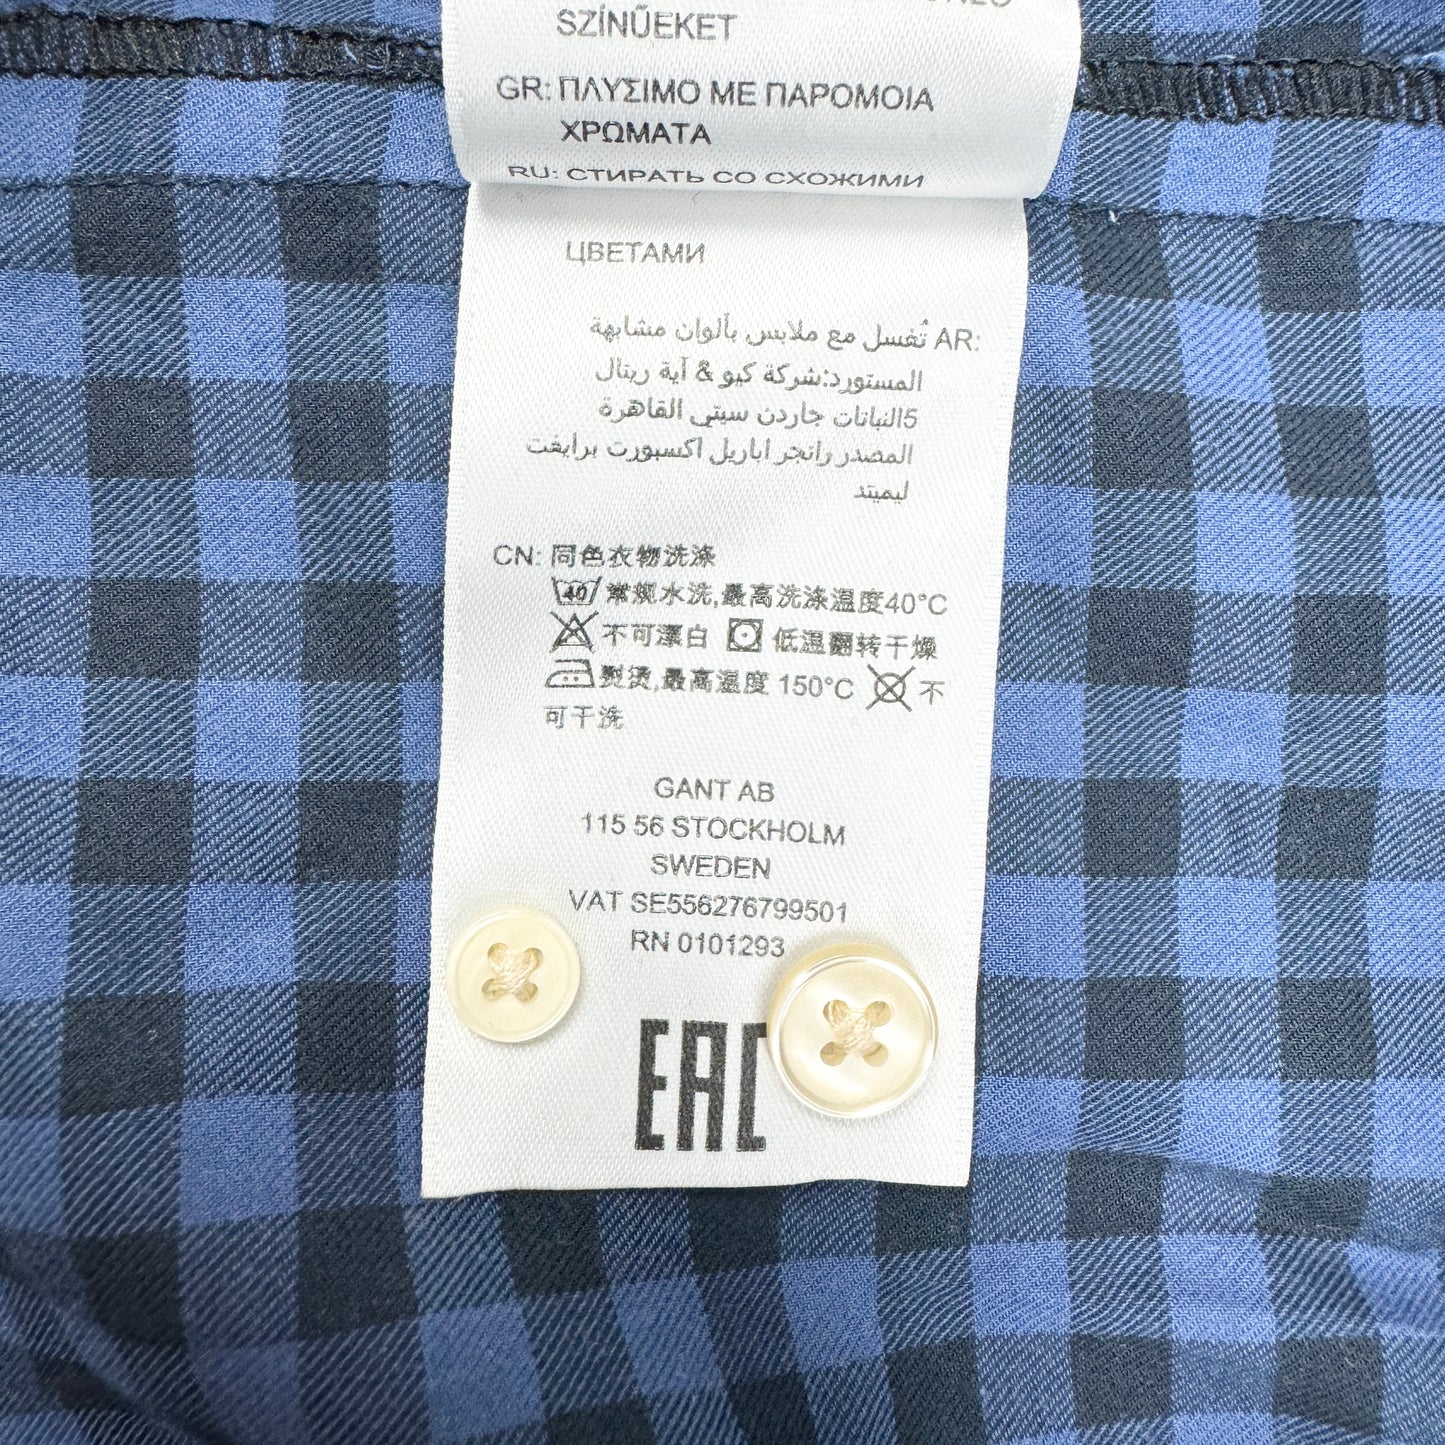 SZÍNŰEKET
GR: ΠΛΥΣΙΜΟ ΜΕ ΠΑΡΟΜΟΙΑ
ΧΡΩΜΑΤΑ
RU: СТИРАТЬ СО СХОЖИМИ
ЦВЕТАМИ
AR: تُغسل مع ملابس بألوان مشابهة
المستورد:شركة كيو & آية ريتال
5النباتات جاردن سيتي القاهرة
المصدر رانجر اباريل اكسبورت برايفت
ليميتد
CN: 同色衣物洗涤
40 常规水洗,最高洗涤温度40°C
不可漂白 低温翻转干燥
熨烫,最高温度 150°C 不
可干洗
GANT AB
115 56 STOCKHOLM
SWEDEN
VAT SE556276799501
RN 0101293
EAC